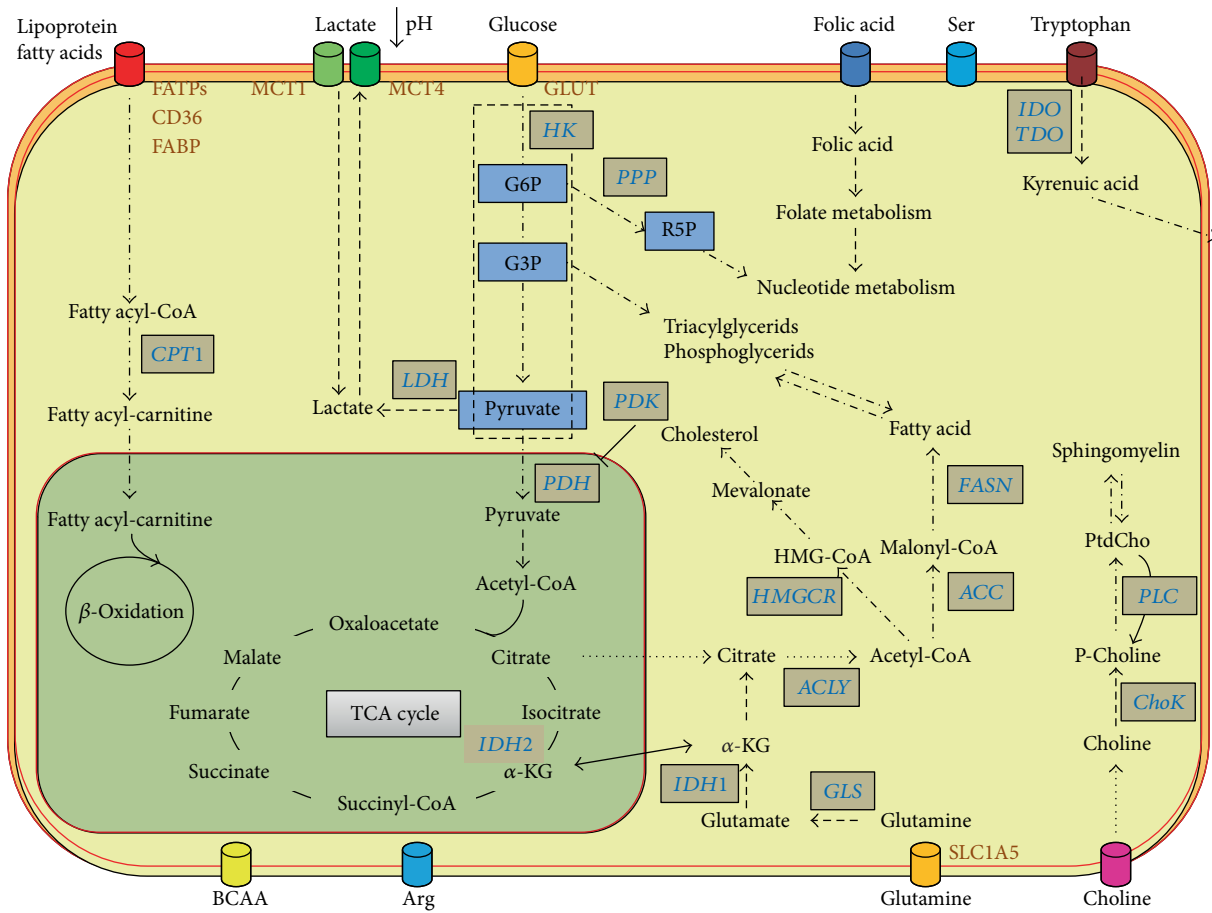 Lipoprotein
fatty acids
Lactate
pH
Glucose
Folic acid
Ser
Tryptophan
FATPs
CD36
FABP
MCT1
MCT4
GLUT
HK
IDO
TDO
Folic acid
G6P
PPP
Kyrenuic acid
Folate metabolism
R5P
G3P
Nucleotide metabolism
Fatty acyl-CoA
Triacylglycerids
Phosphoglycerids
CPT1
LDH
PDK
Fatty acyl-carnitine
Lactate
Pyruvate
Cholesterol
Fatty acid
Sphingomyelin
PDH
FASN
Mevalonate
Fatty acyl-carnitine
Pyruvate
PtdCho
HMG-CoA
Malonyl-CoA
Acetyl-CoA
HMGCR
ACC
PLC
β-Oxidation
Oxaloacetate
Malate
Citrate
Citrate
Acetyl-CoA
P-Choline
ACLY
ChoK
Fumarate
TCA cycle
Isocitrate
IDH2
α-KG
Choline
Succinate
α-KG
IDH1
GLS
Succinyl-CoA
Glutamate
Glutamine
SLC1A5
BCAA
Arg
Glutamine
Choline